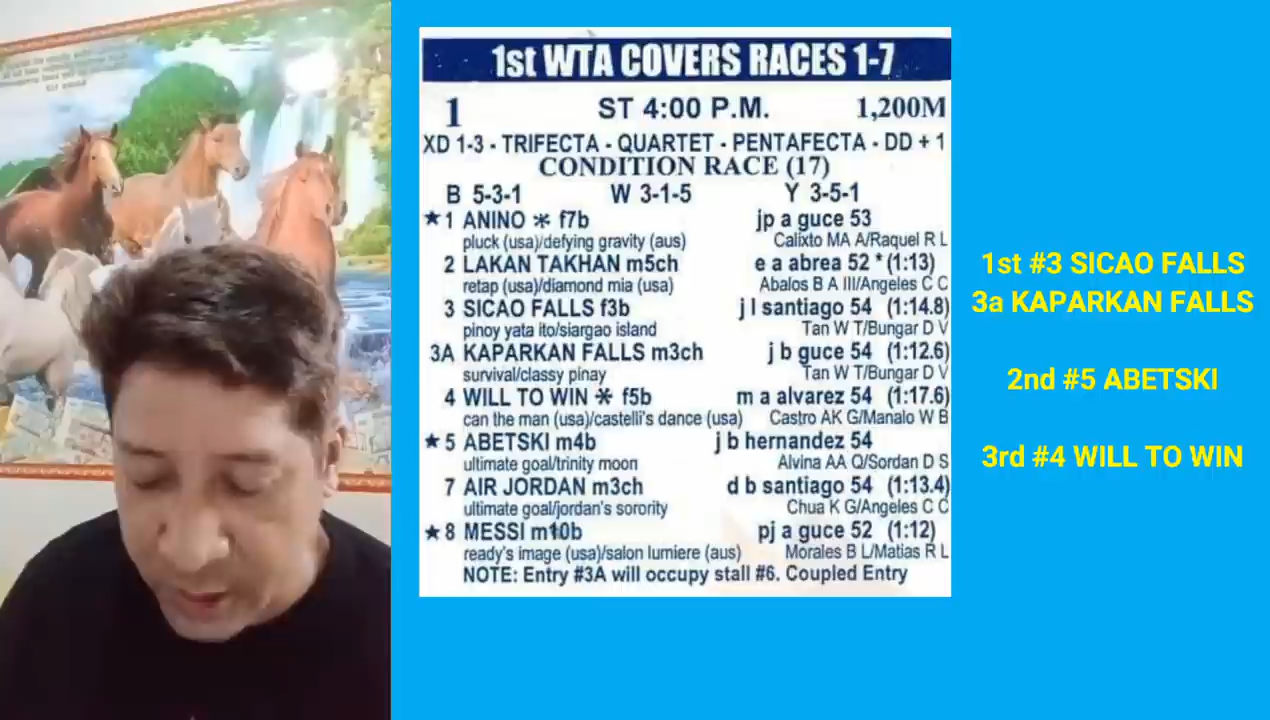 1st WTA COVERS RACES 1-7
1 ST 4:00 P.M. 1,200M
XD 1-3 - TRIFECTA - QUARTET - PENTAFECTA - DD + 1
CONDITION RACE (17)
B 5-3-1 W 3-1-5 Y 3-5-1
★ 1 ANINO ✻ f7b jp a guce 53
pluck (usa)/defying gravity (aus) Calixto MA A/Raquel R L
2 LAKAN TAKHAN m5ch e a abrea 52 * (1:13)
retap (usa)/diamond mia (usa) Abalos B A III/Angeles C C
3 SICAO FALLS f3b j l santiago 54 (1:14.8)
pinoy yata ito/siargao island Tan W T/Bungar D V
3A KAPARKAN FALLS m3ch j b guce 54 (1:12.6)
survival/classy pinay Tan W T/Bungar D V
4 WILL TO WIN ✻ f5b m a alvarez 54 (1:17.6)
can the man (usa)/castelli's dance (usa) Castro AK G/Manalo W B
★ 5 ABETSKI m4b j b hernandez 54
ultimate goal/trinity moon Alvina AA Q/Sordan D S
7 AIR JORDAN m3ch d b santiago 54 (1:13.4)
ultimate goal/jordan's sorority Chua K G/Angeles C C
★ 8 MESSI m10b pj a guce 52 (1:12)
ready's image (usa)/salon lumiere (aus) Morales B L/Matias R L
NOTE: Entry #3A will occupy stall #6. Coupled Entry
1st #3 SICAO FALLS
3a KAPARKAN FALLS
2nd #5 ABETSKI
3rd #4 WILL TO WIN